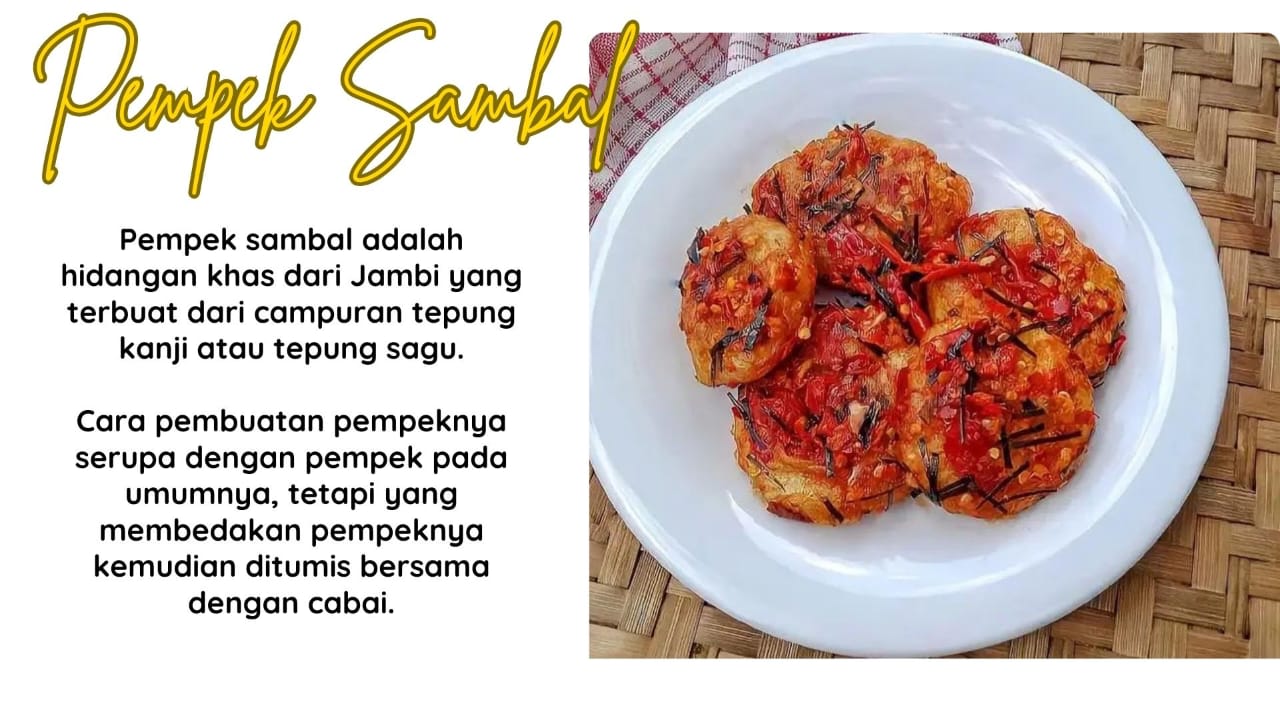 Pempek Sambal
Pempek sambal adalah
hidangan khas dari Jambi yang
terbuat dari campuran tepung
kanji atau tepung sagu.
Cara pembuatan pempeknya
serupa dengan pempek pada
umumnya, tetapi yang
membedakan pempeknya
kemudian ditumis bersama
dengan cabai.